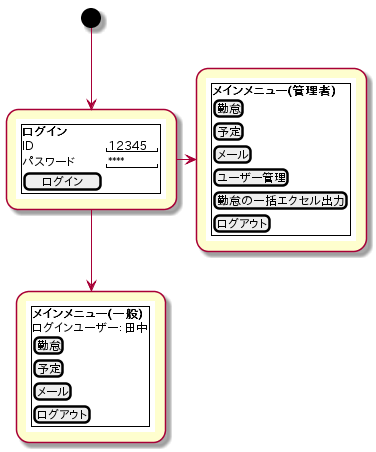 ログイン
ID 12345
パスワード ****
ログイン
メインメニュー(管理者)
勤怠
予定
メール
ユーザー管理
勤怠の一括エクセル出力
ログアウト
メインメニュー(一般)
ログインユーザー: 田中
勤怠
予定
メール
ログアウト